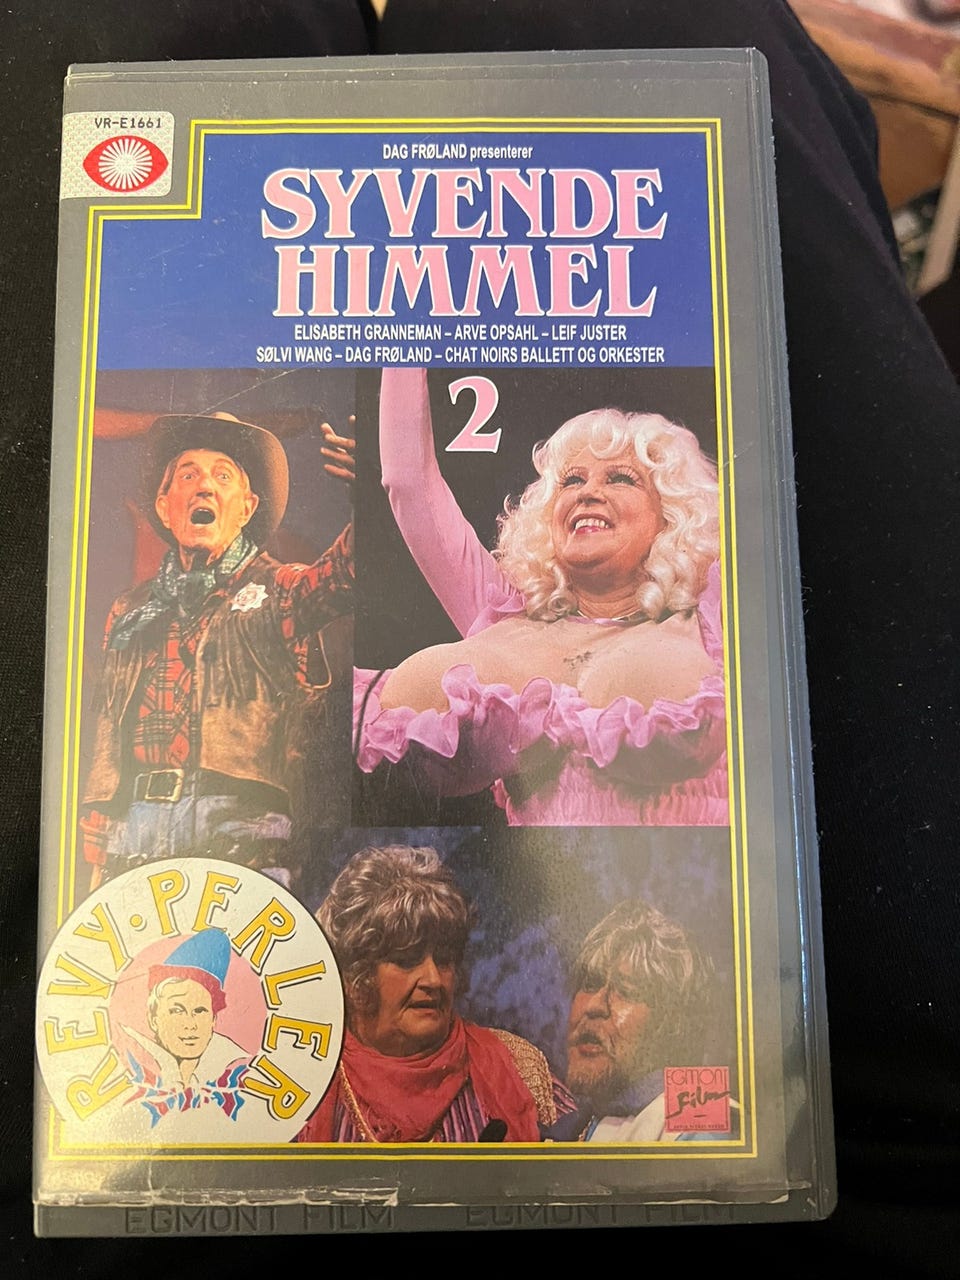 VR-E1661
DAG FRØLAND presenterer
SYVENDE
HIMMEL
ELISABETH GRANNEMAN – ARVE OPSAHL – LEIF JUSTER
SØLVI WANG – DAG FRØLAND – CHAT NOIRS BALLETT OG ORKESTER
2
REVY·PERLER
EGMONT
Film
EGMONT FILM EGMONT FILM